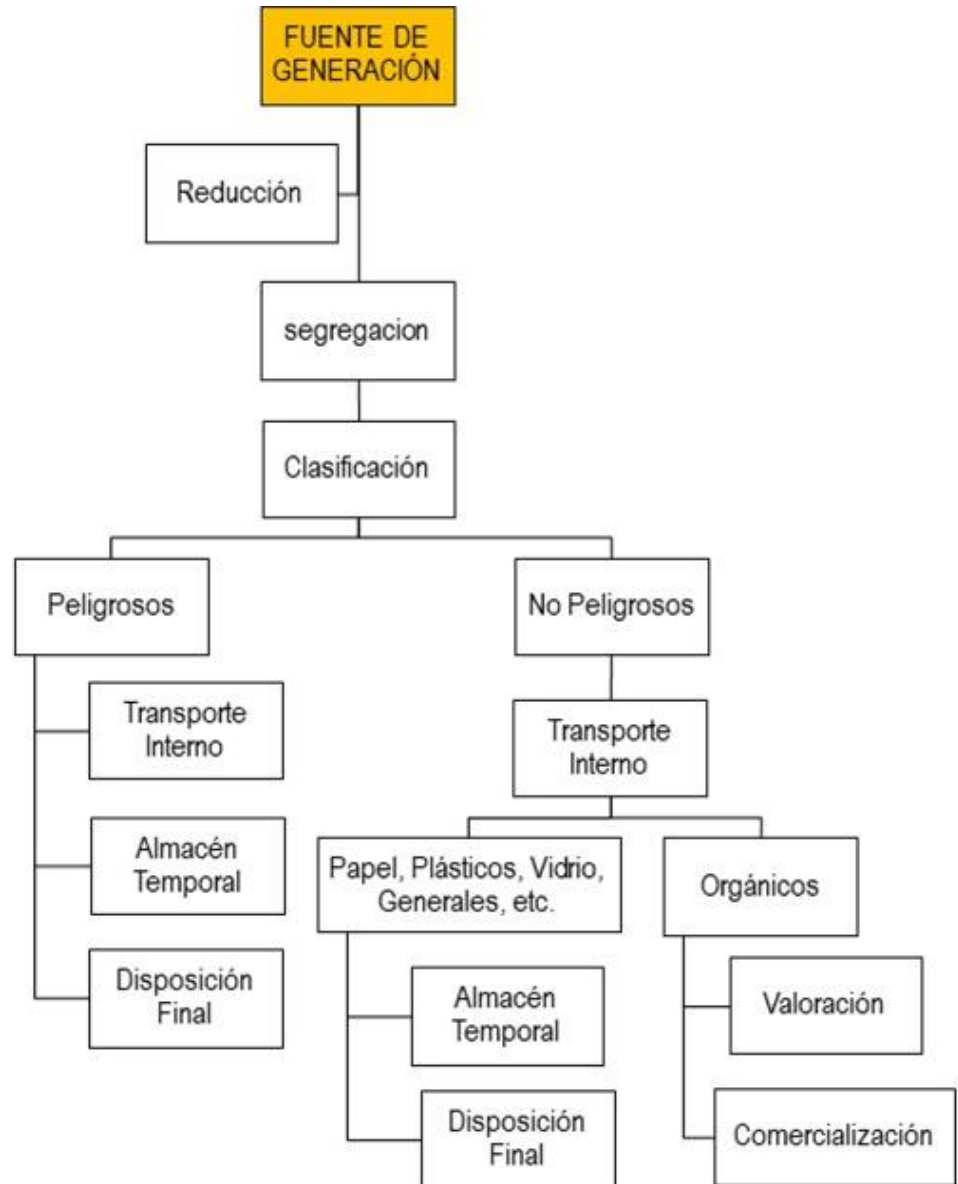 FUENTE DE
GENERACIÓN
Reducción
segregacion
Clasificación
Peligrosos
No Peligrosos
Transporte
Interno
Almacén
Temporal
Disposición
Final
Transporte
Interno
Papel, Plásticos, Vidrio,
Generales, etc.
Almacén
Temporal
Disposición
Final
Orgánicos
Valoración
Comercialización